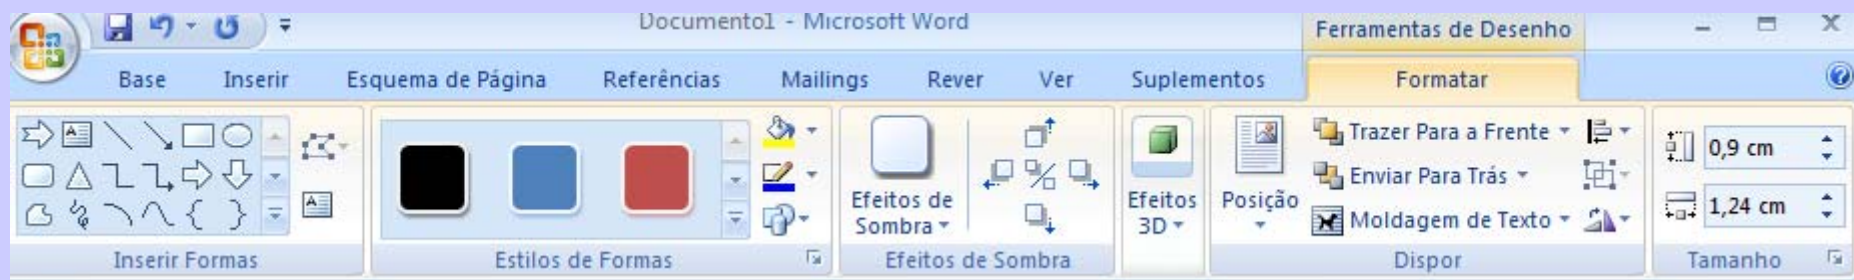 Documento1 - Microsoft Word
Ferramentas de Desenho
Base Inserir Esquema de Página Referências Mailings Rever Ver Suplementos Formatar
Trazer Para a Frente
0,9 cm
Enviar Para Trás
Efeitos de Sombra
Efeitos 3D
Posição
Moldagem de Texto
1,24 cm
Inserir Formas
Estilos de Formas
Efeitos de Sombra
Dispor
Tamanho